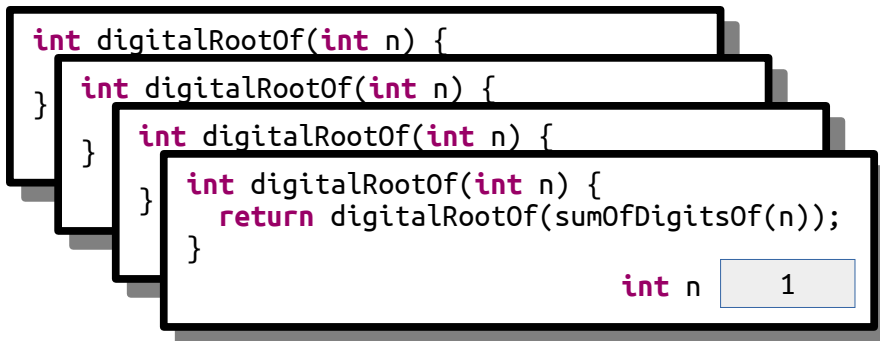 int digitalRootOf(int n) {
}
int digitalRootOf(int n) {
}
int digitalRootOf(int n) {
}
int digitalRootOf(int n) {
return digitalRootOf(sumOfDigitsOf(n));
}
int n 1